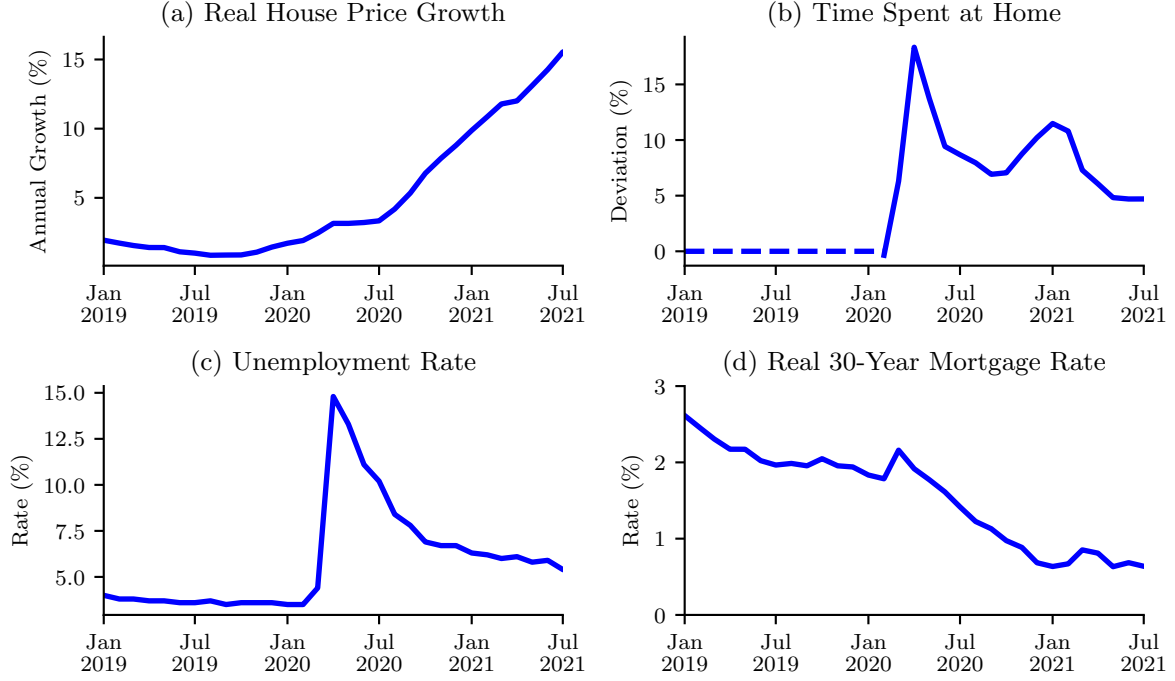 (a) Real House Price Growth
Annual Growth (%)
15
10
5
Jan
2019
Jul
2019
Jan
2020
Jul
2020
Jan
2021
Jul
2021
(b) Time Spent at Home
Deviation (%)
15
10
5
0
Jan
2019
Jul
2019
Jan
2020
Jul
2020
Jan
2021
Jul
2021
(c) Unemployment Rate
Rate (%)
15.0
12.5
10.0
7.5
5.0
Jan
2019
Jul
2019
Jan
2020
Jul
2020
Jan
2021
Jul
2021
(d) Real 30-Year Mortgage Rate
Rate (%)
3
2
1
0
Jan
2019
Jul
2019
Jan
2020
Jul
2020
Jan
2021
Jul
2021